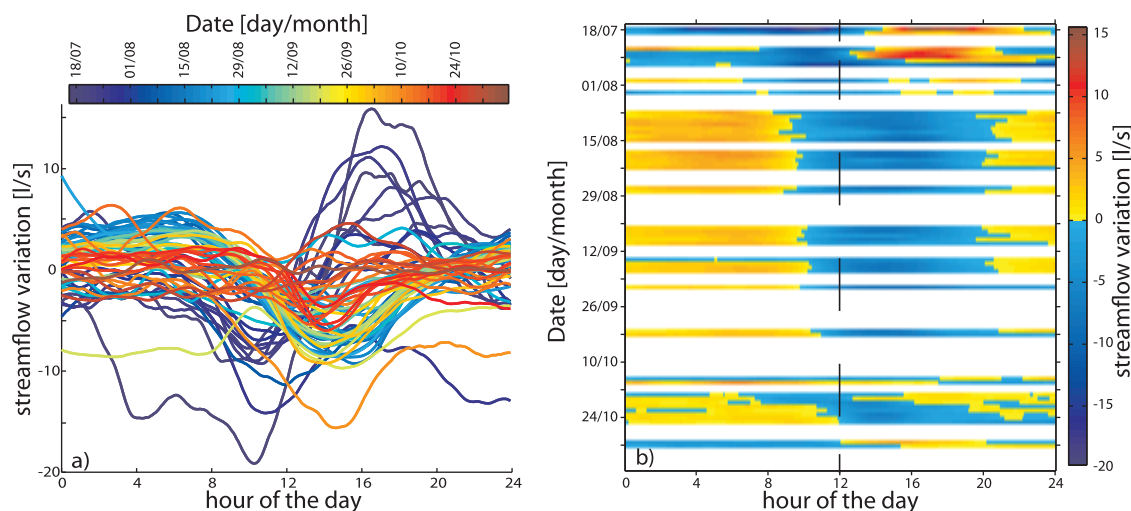 Date [day/month]
18/07 01/08 15/08 29/08 12/09 26/09 10/10 24/10
streamflow variation [l/s]
10
0
-10
-20
a)
0 4 8 12 16 20 24
hour of the day
Date [day/month]
18/07
01/08
15/08
29/08
12/09
26/09
10/10
24/10
b)
0 4 8 12 16 20 24
hour of the day
15
10
5
0
-5
-10
-15
-20
streamflow variation [l/s]